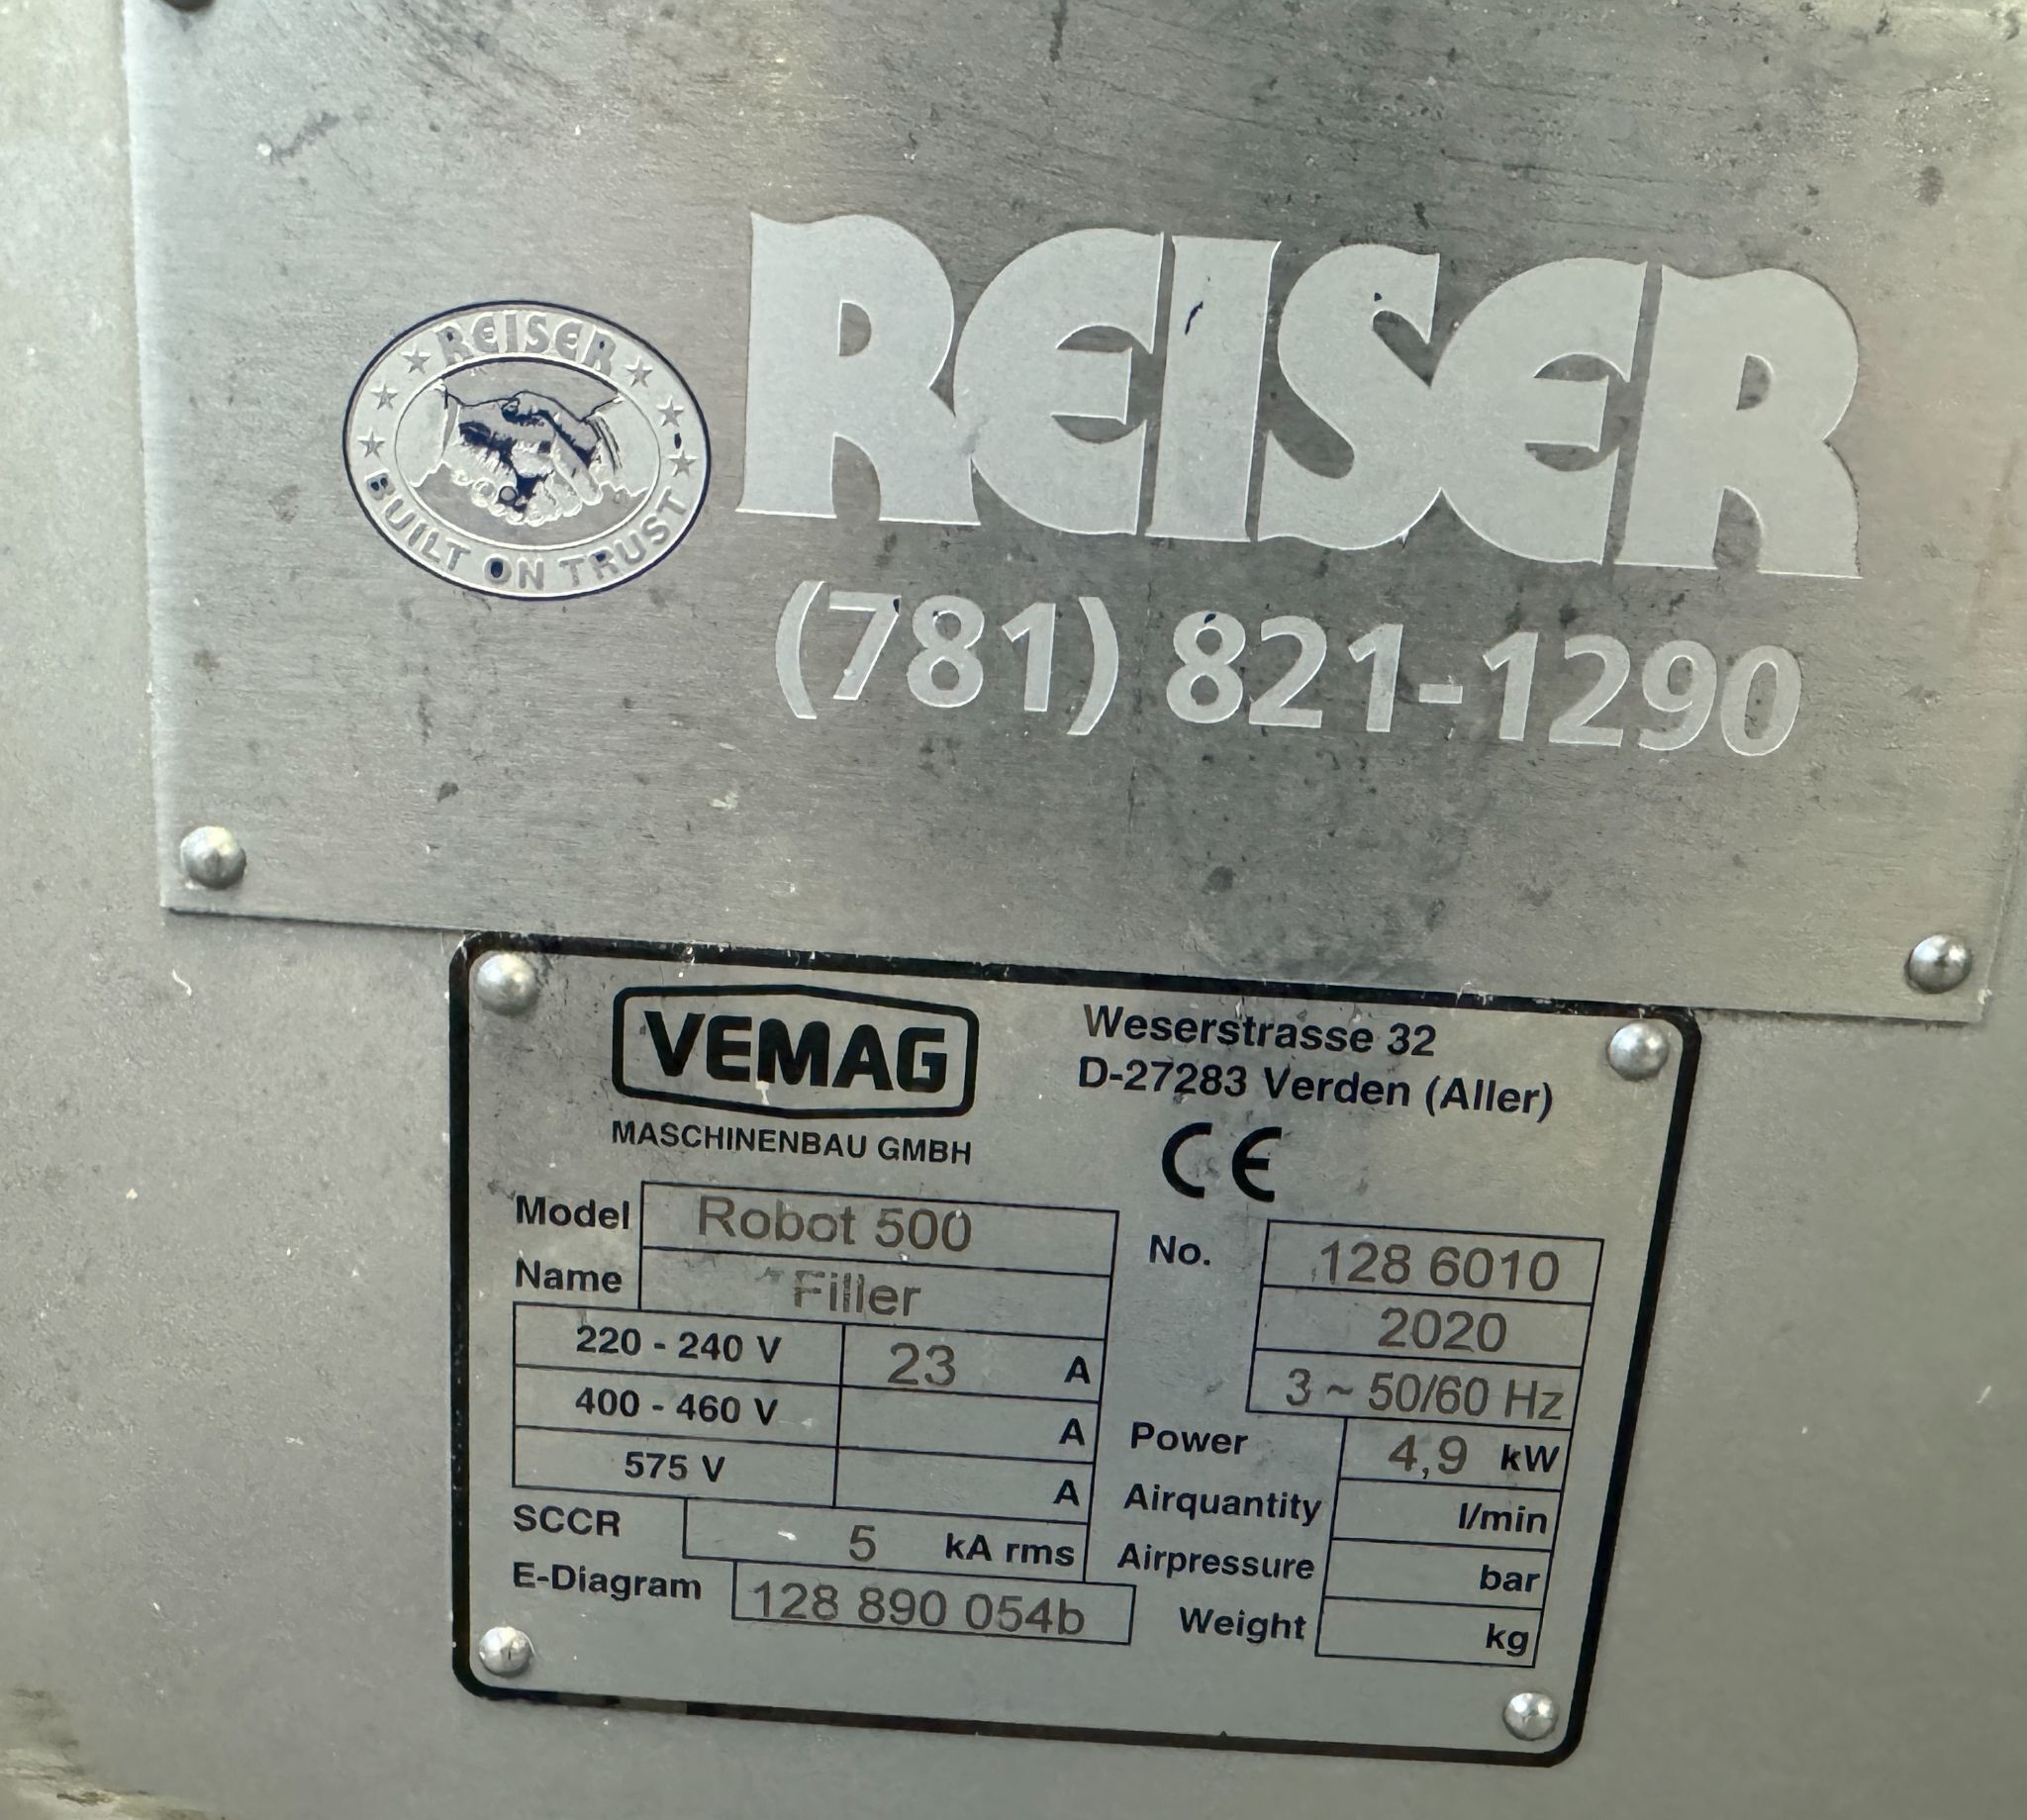 REISER
BUILT ON TRUST
REISER
(781) 821-1290
VEMAG
MASCHINENBAU GMBH
Weserstrasse 32
D-27283 Verden (Aller)
CE
Model Robot 500
Name Filler
No. 128 6010
2020
3 ~ 50/60 Hz
220 - 240 V 23 A
400 - 460 V A
575 V A
Power 4,9 kW
Airquantity l/min
Airpressure bar
Weight kg
SCCR 5 kA rms
E-Diagram 128 890 054b